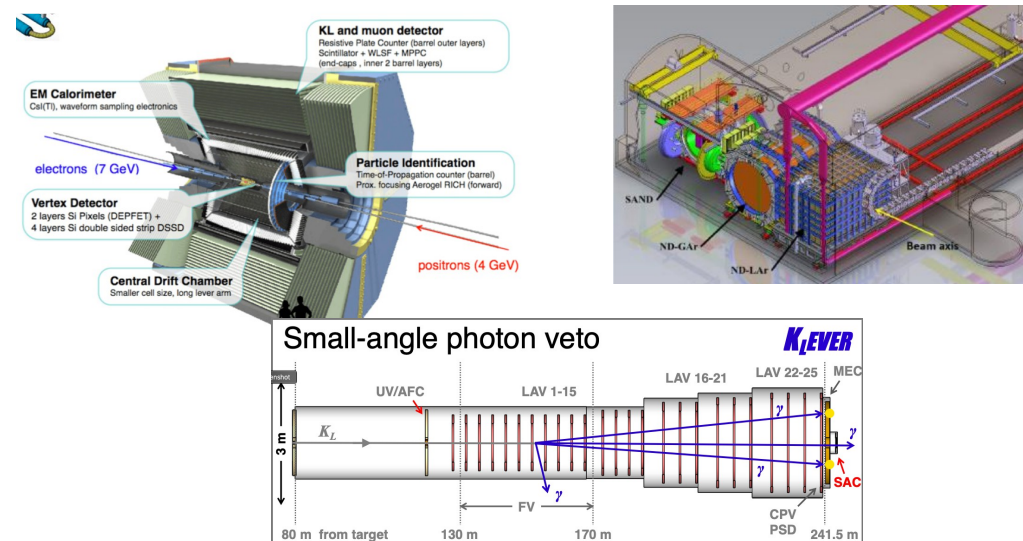 KL and muon detector
Resistive Plate Counter (barrel outer layers)
Scintillator + WLSF + MPPC
(end-caps , inner 2 barrel layers)
EM Calorimeter
CsI(Tl), waveform sampling electronics
electrons (7 GeV)
Particle Identification
Time-of-Propagation counter (barrel)
Prox. focusing Aerogel RICH (forward)
Vertex Detector
2 layers Si Pixels (DEPFET) +
4 layers Si double sided strip DSSD
positrons (4 GeV)
Central Drift Chamber
Smaller cell size, long lever arm
SAND
ND-GAr
ND-LAr
Beam axis
Small-angle photon veto
KLEVER
enshot
UV/AFC
LAV 1-15
LAV 16-21
LAV 22-25
MEC
3 m
KL
γ
γ
γ
γ
SAC
FV
CPV
PSD
80 m from target
130 m
170 m
241.5 m